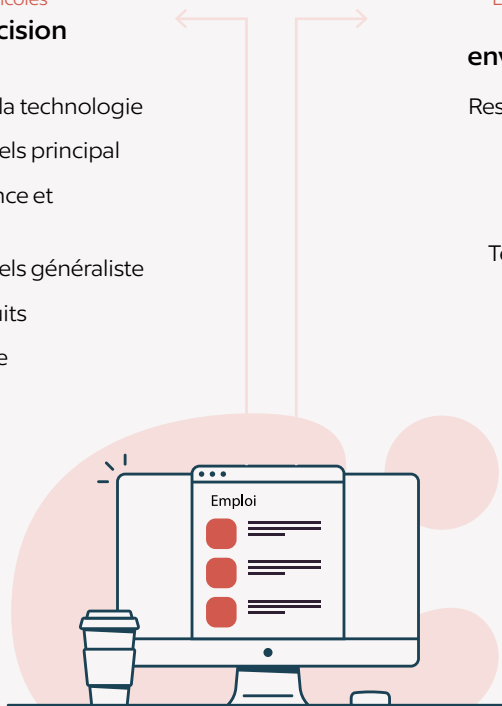 icoles
cision
la technologie
els principal
nce et
els généraliste
uits
e
env
Res
Te
Emploi